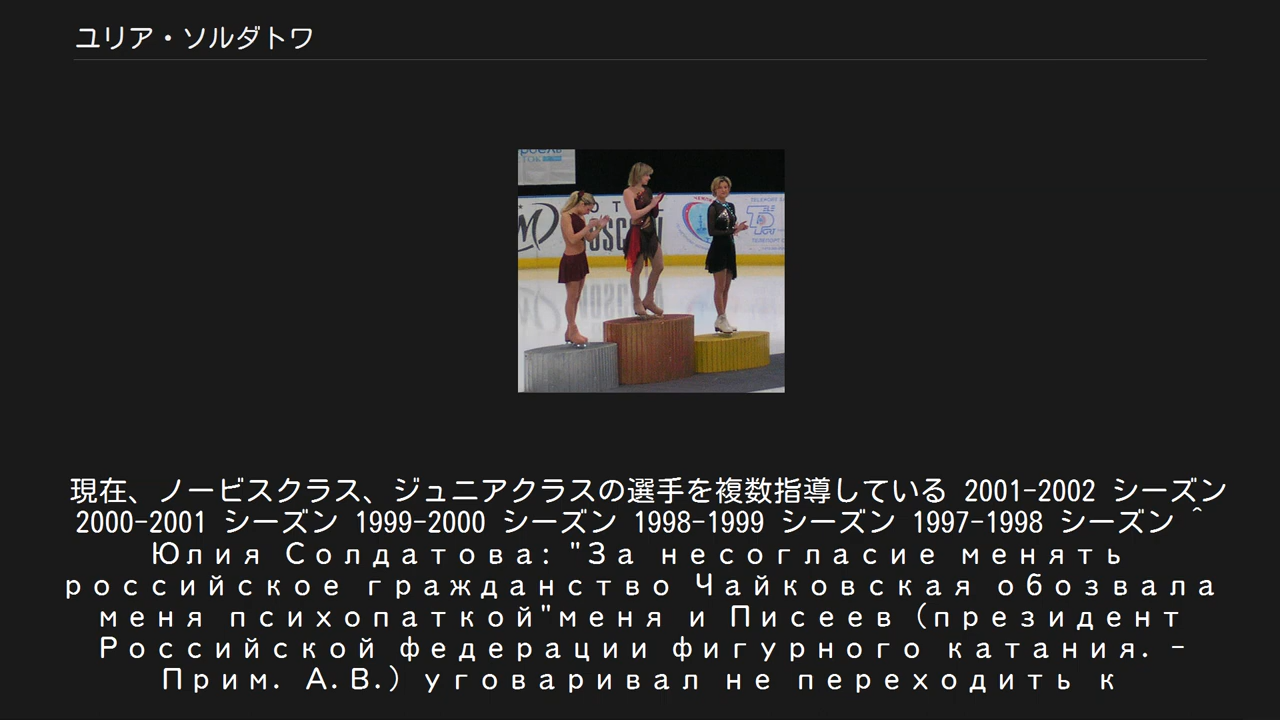 ユリア・ソルダトワ
TOK
MOSCOW
TELEPORT
ТЕЛЕПОРТ
現在、ノービスクラス、ジュニアクラスの選手を複数指導している 2001-2002 シーズン
2000-2001 シーズン 1999-2000 シーズン 1998-1999 シーズン 1997-1998 シーズン ^
Юлия Солдатова: "За несогласие менять
российское гражданство Чайковская обозвала
меня психопаткой"меня и Писеев (президент
Российской федерации фигурного катания. -
Прим. А.В.) уговаривал не переходить к